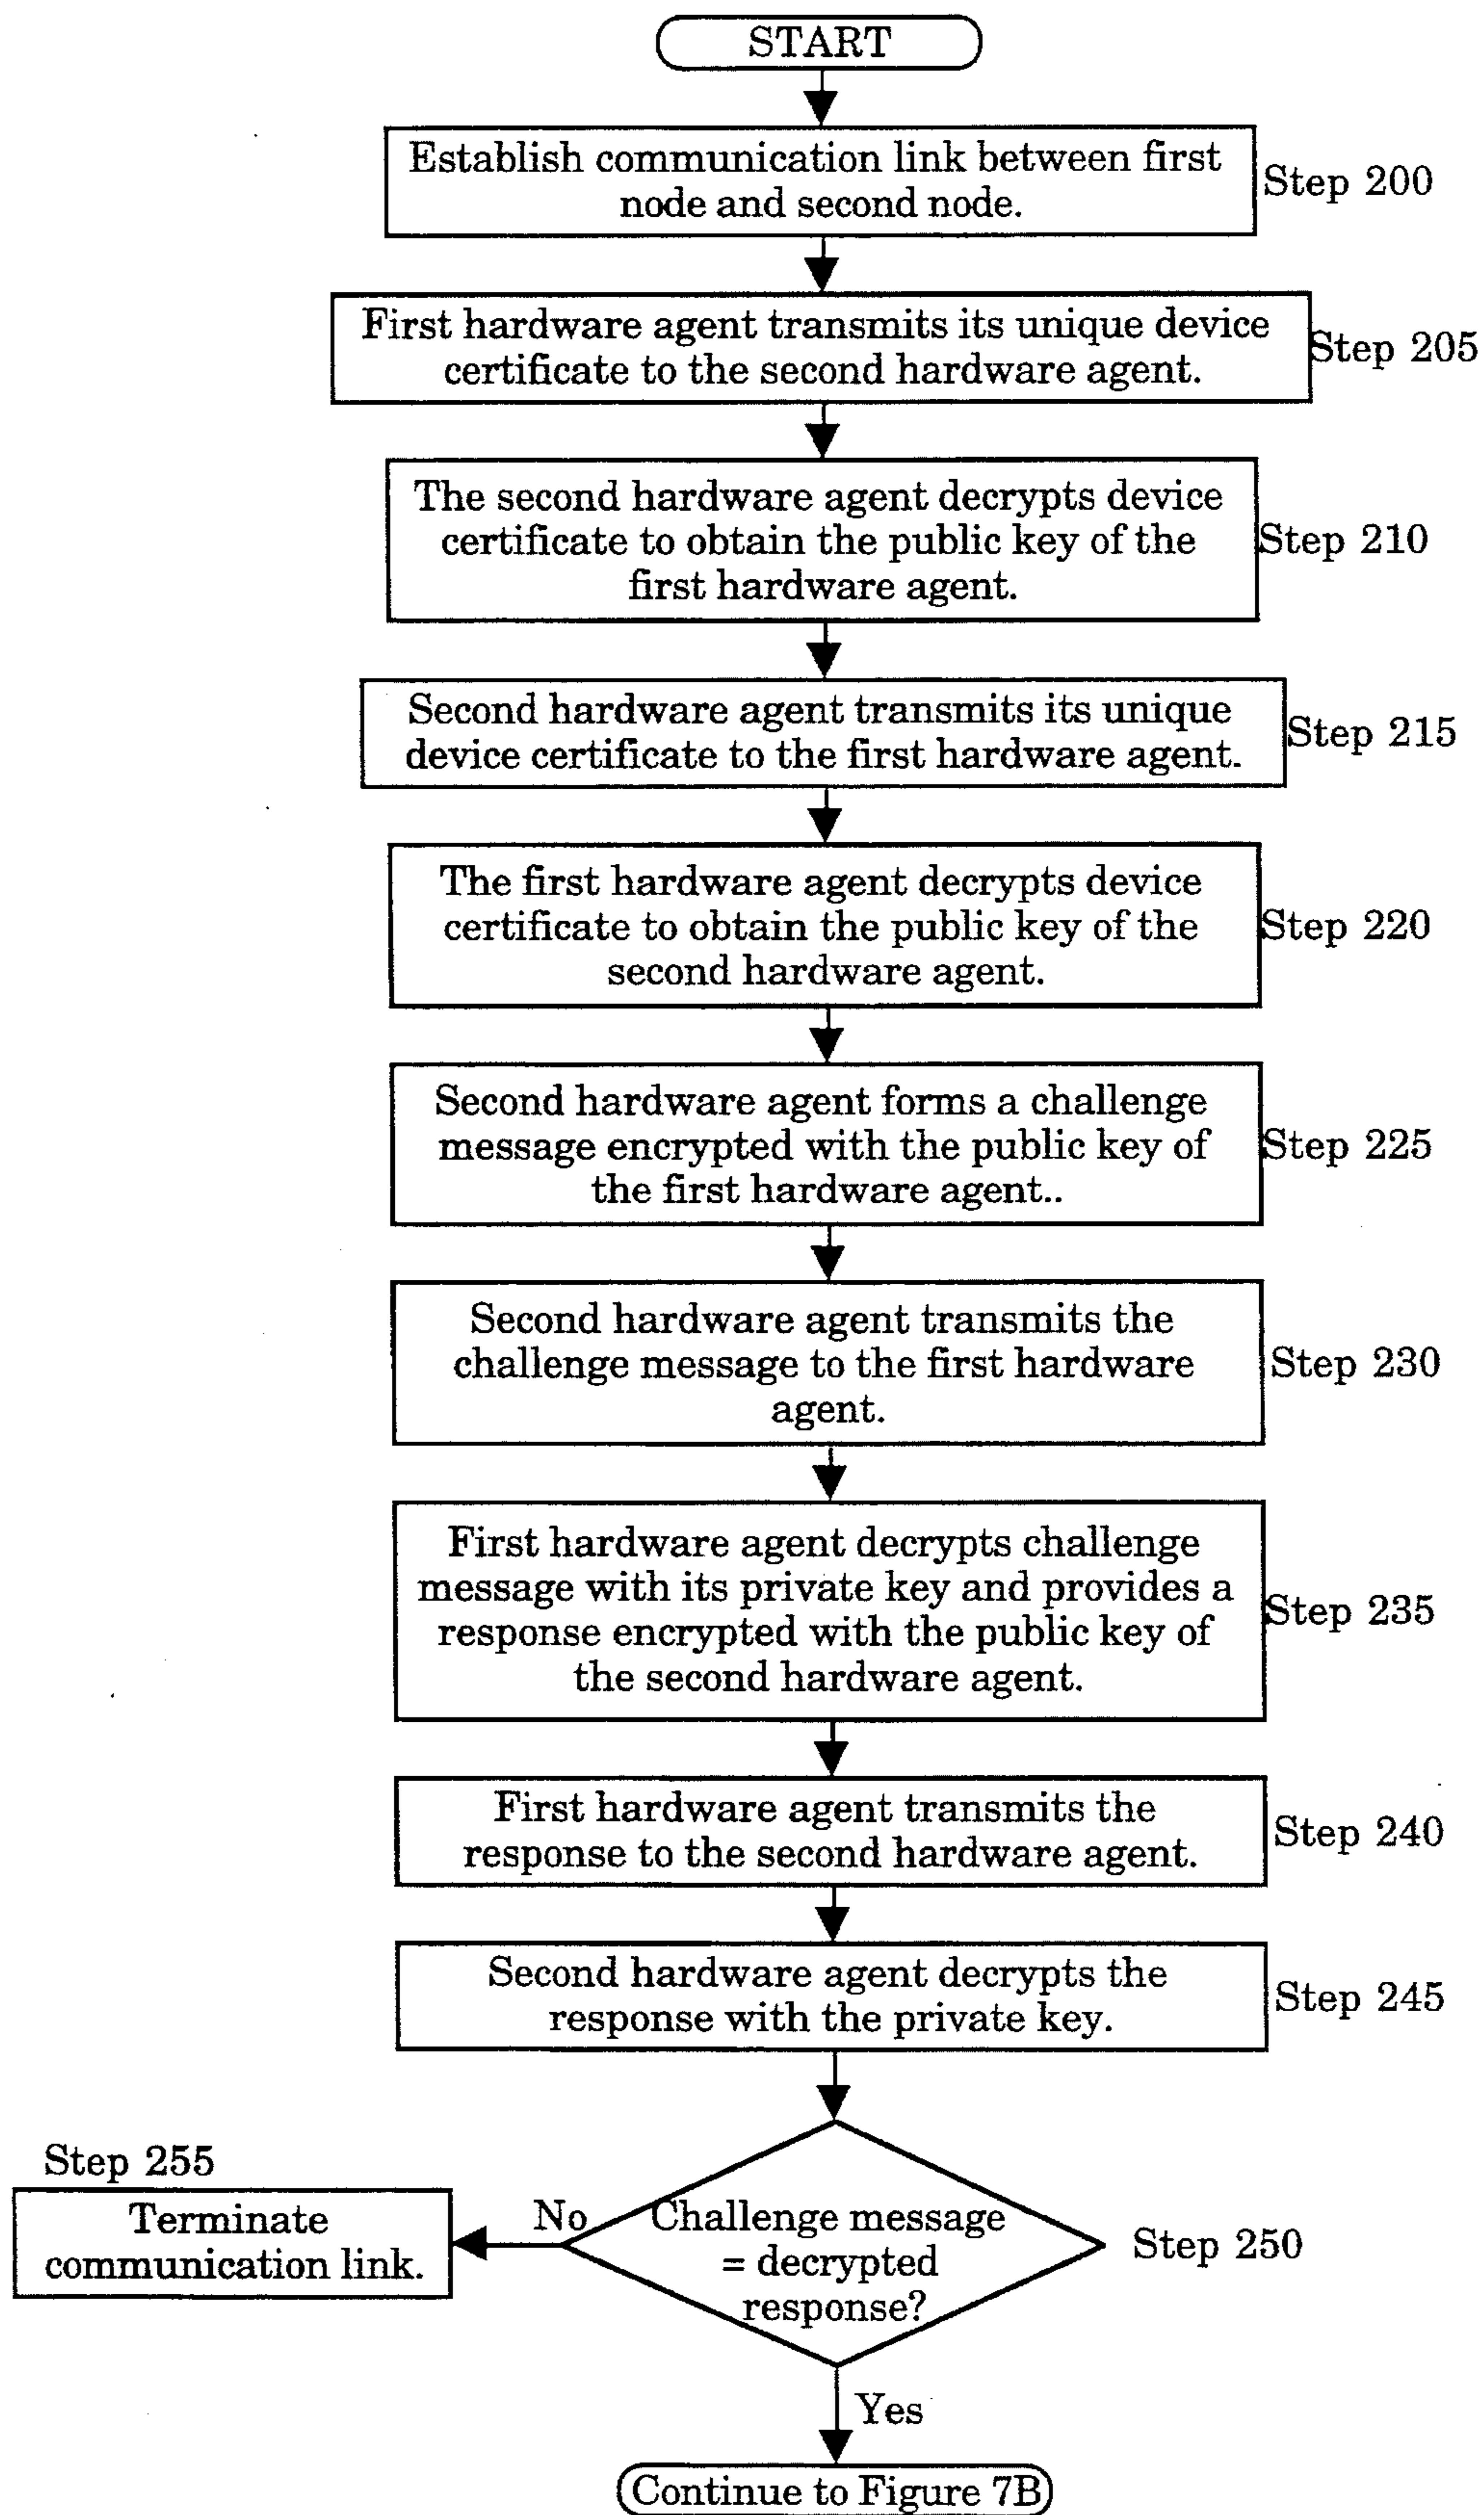 START
Establish communication link between first
node and second node.
Step 200
First hardware agent transmits its unique device
certificate to the second hardware agent.
Step 205
The second hardware agent decrypts device
certificate to obtain the public key of the
first hardware agent.
Step 210
Second hardware agent transmits its unique
device certificate to the first hardware agent.
Step 215
The first hardware agent decrypts device
certificate to obtain the public key of the
second hardware agent.
Step 220
Second hardware agent forms a challenge
message encrypted with the public key of
the first hardware agent..
Step 225
Second hardware agent transmits the
challenge message to the first hardware
agent.
Step 230
First hardware agent decrypts challenge
message with its private key and provides a
response encrypted with the public key of
the second hardware agent.
Step 235
First hardware agent transmits the
response to the second hardware agent.
Step 240
Second hardware agent decrypts the
response with the private key.
Step 245
Step 255
Terminate
communication link.
No
Challenge message
= decrypted
response?
Step 250
Yes
Continue to Figure 7B